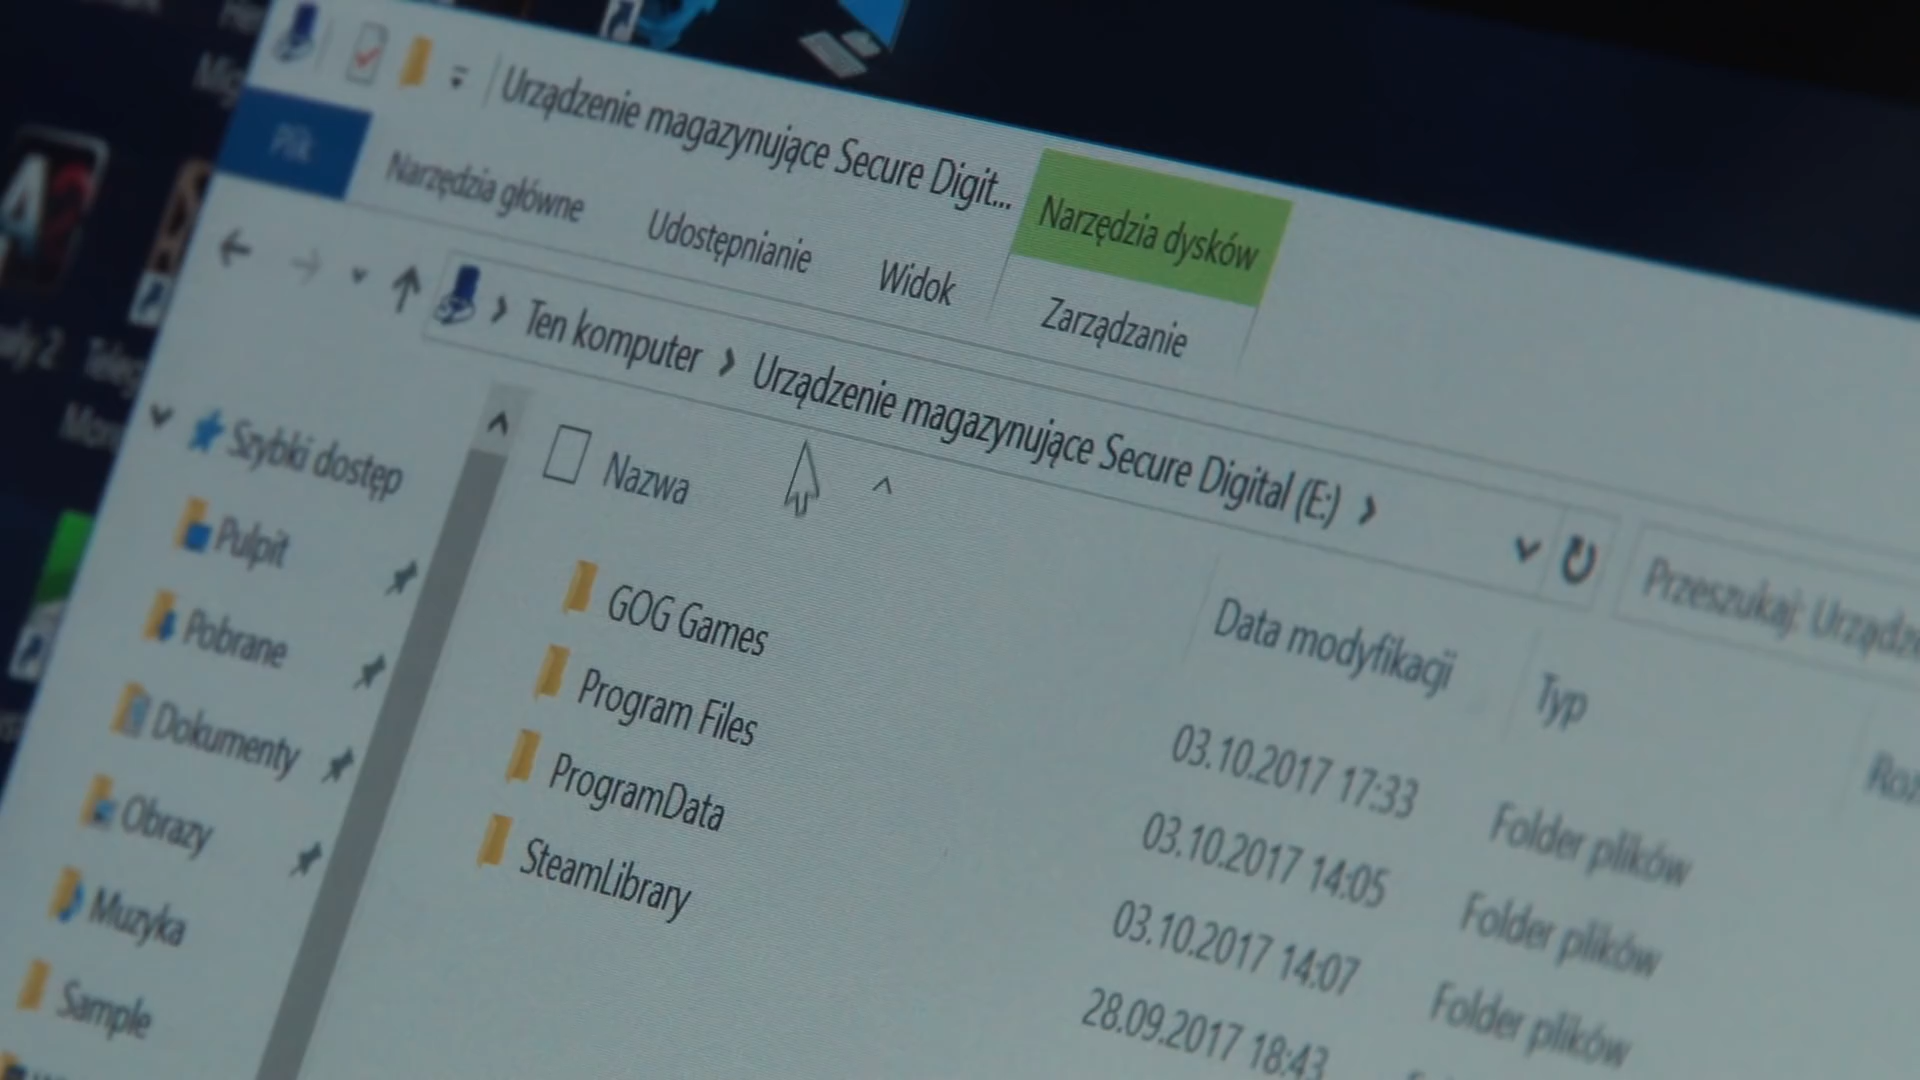 Urządzenie magazynujące Secure Digit...
Narzędzia dysków
Plik
Narzędzia główne
Udostępnianie
Widok
Zarządzanie
Ten komputer
Urządzenie magazynujące Secure Digital (E:)
Przeszukaj: Urządze
Szybki dostęp
Pulpit
Pobrane
Dokumenty
Obrazy
Muzyka
Sample
Nazwa
Data modyfikacji
Typ
GOG Games
03.10.2017 17:33
Folder plików
Program Files
03.10.2017 14:05
Folder plików
ProgramData
03.10.2017 14:07
Folder plików
SteamLibrary
28.09.2017 18:43